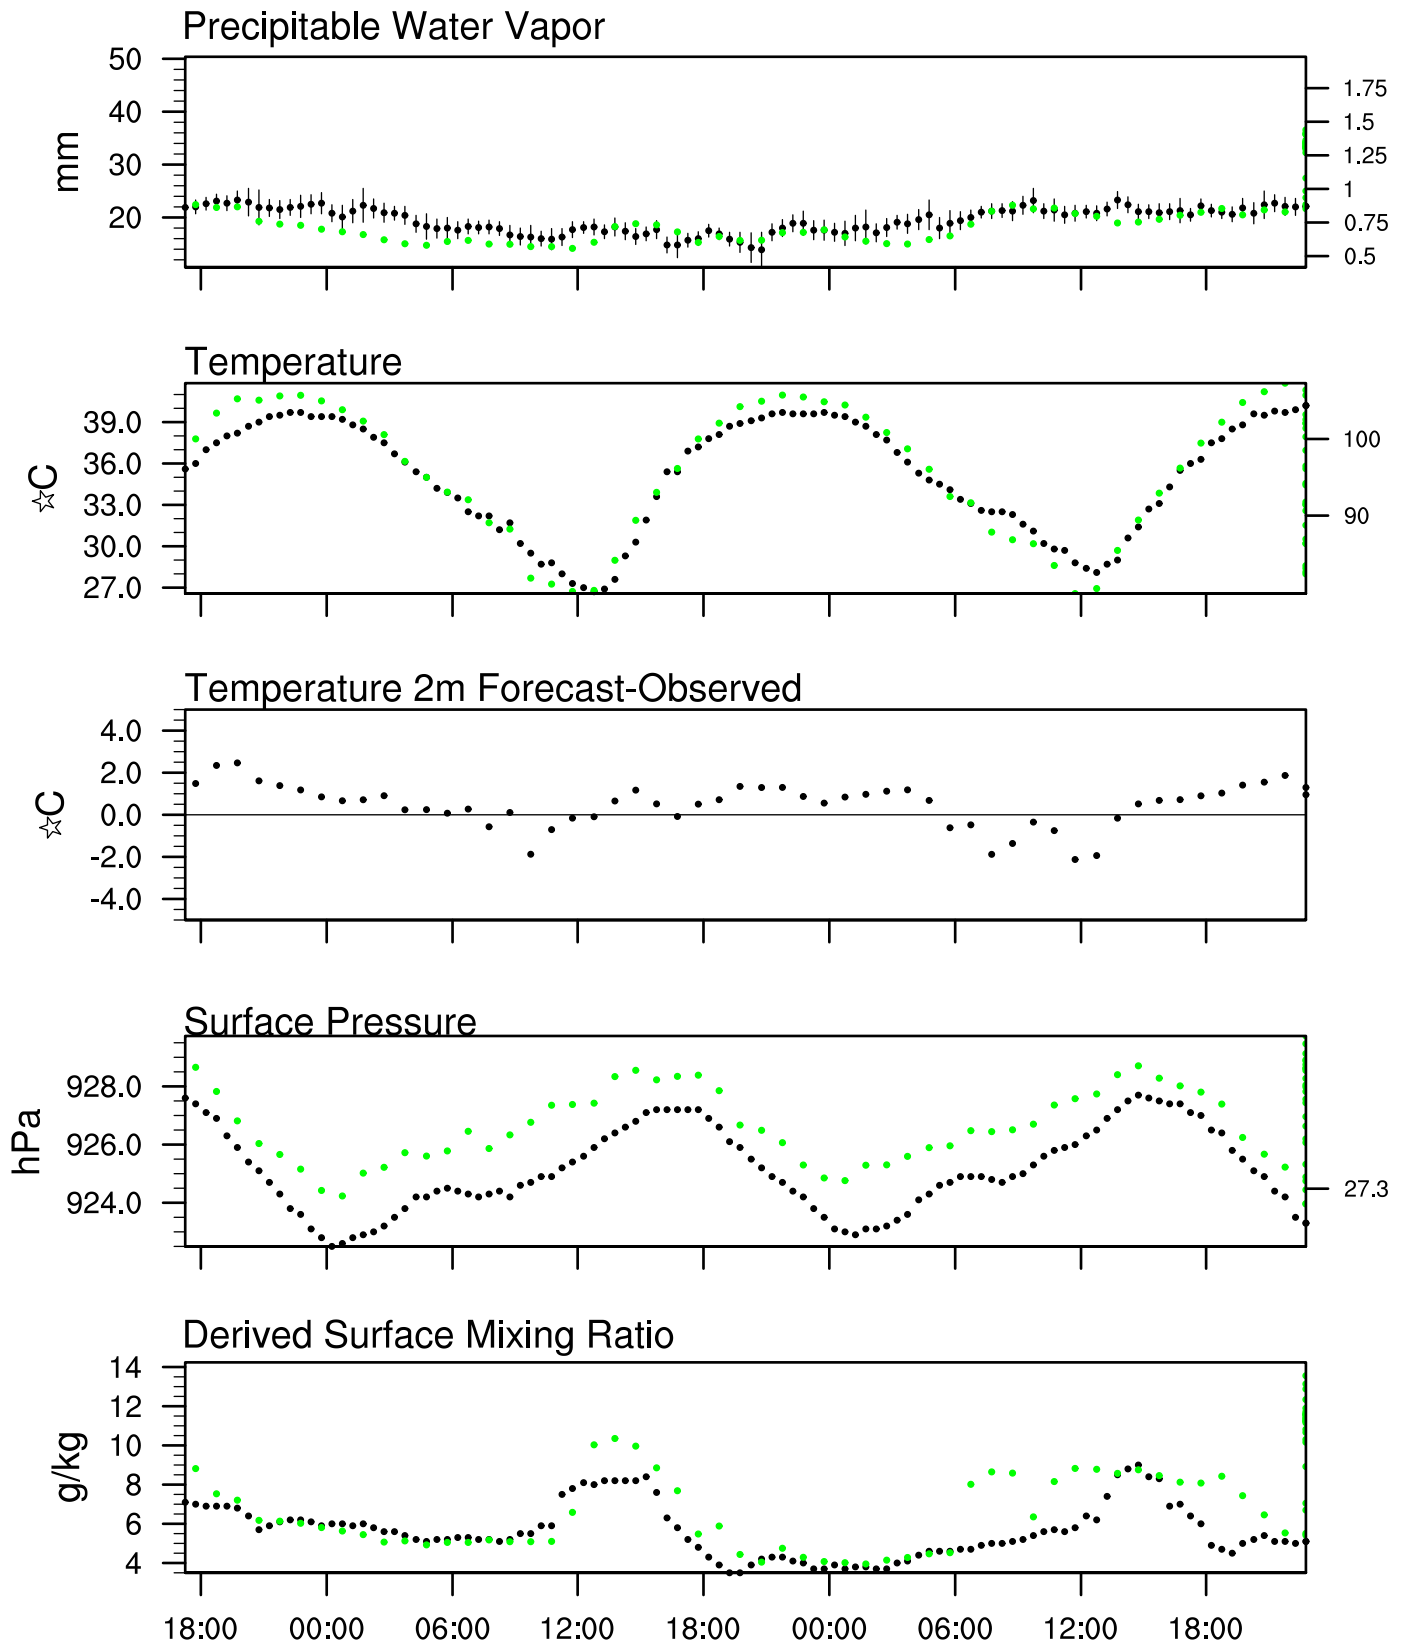 Precipitable Water Vapor
50
40
30
20
mm
1.75
1.5
1.25
1
0.75
0.5
Temperature
39.0
36.0
33.0
30.0
27.0
☆C
100
90
Temperature 2m Forecast-Observed
4.0
2.0
0.0
-2.0
-4.0
☆C
Surface Pressure
928.0
926.0
924.0
hPa
27.3
Derived Surface Mixing Ratio
14
12
10
8
6
4
g/kg
18:00 00:00 06:00 12:00 18:00 00:00 06:00 12:00 18:00